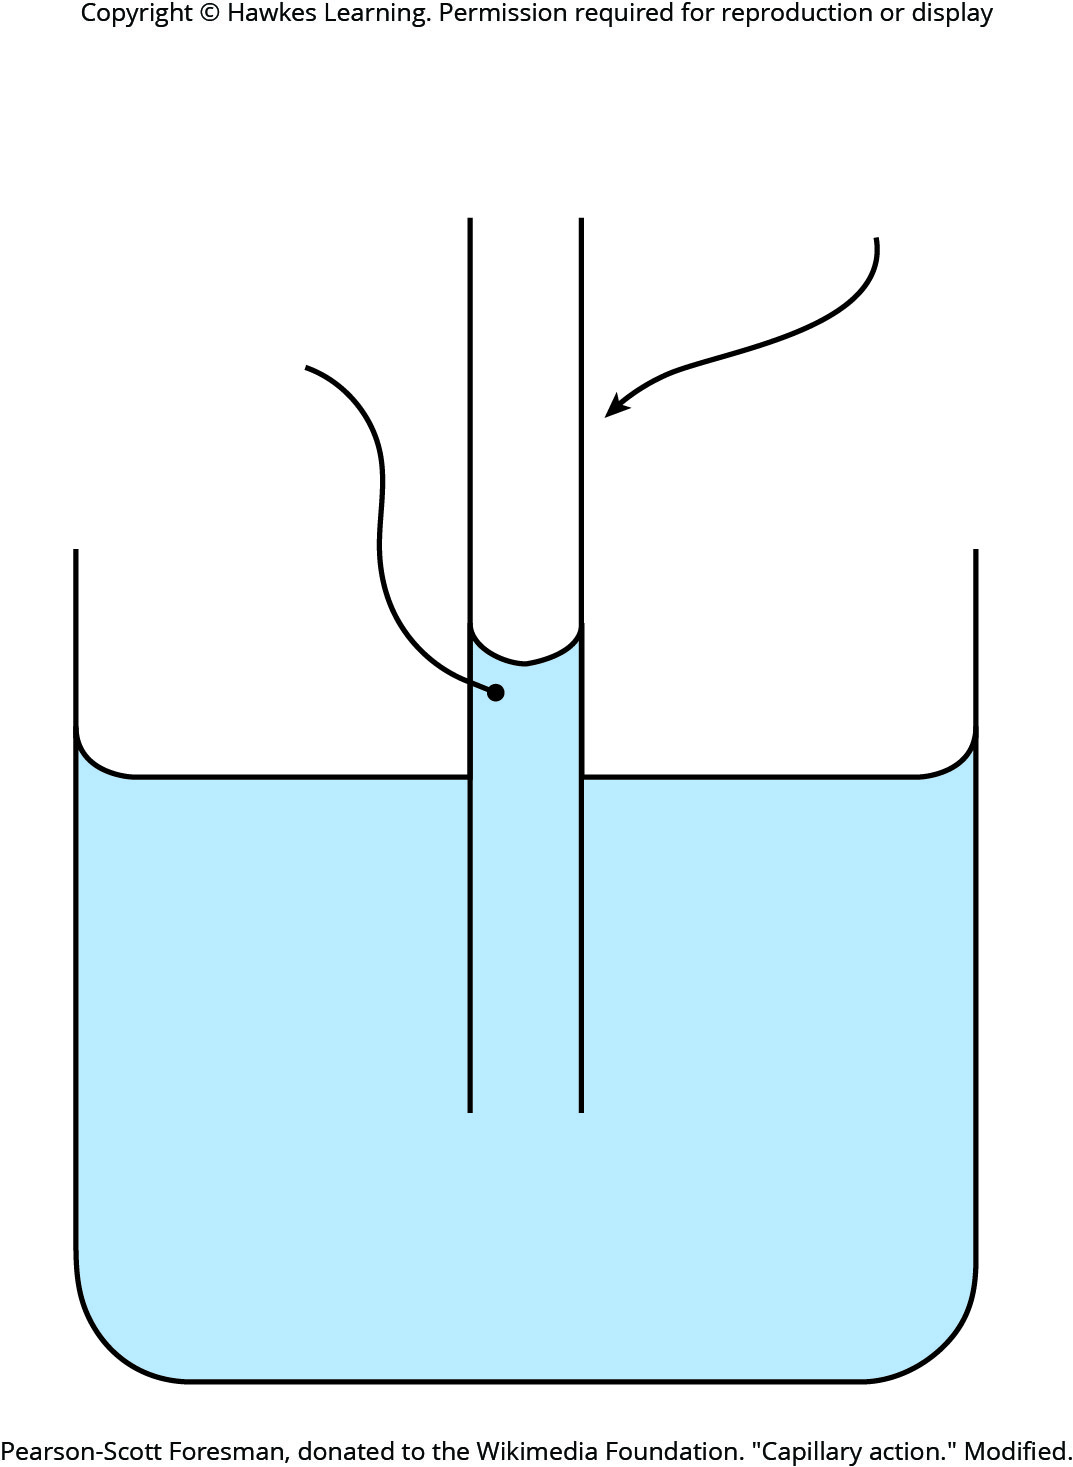 Copyright © Hawkes Learning. Permission required for reproduction or display
Pearson-Scott Foresman, donated to the Wikimedia Foundation. "Capillary action." Modified.